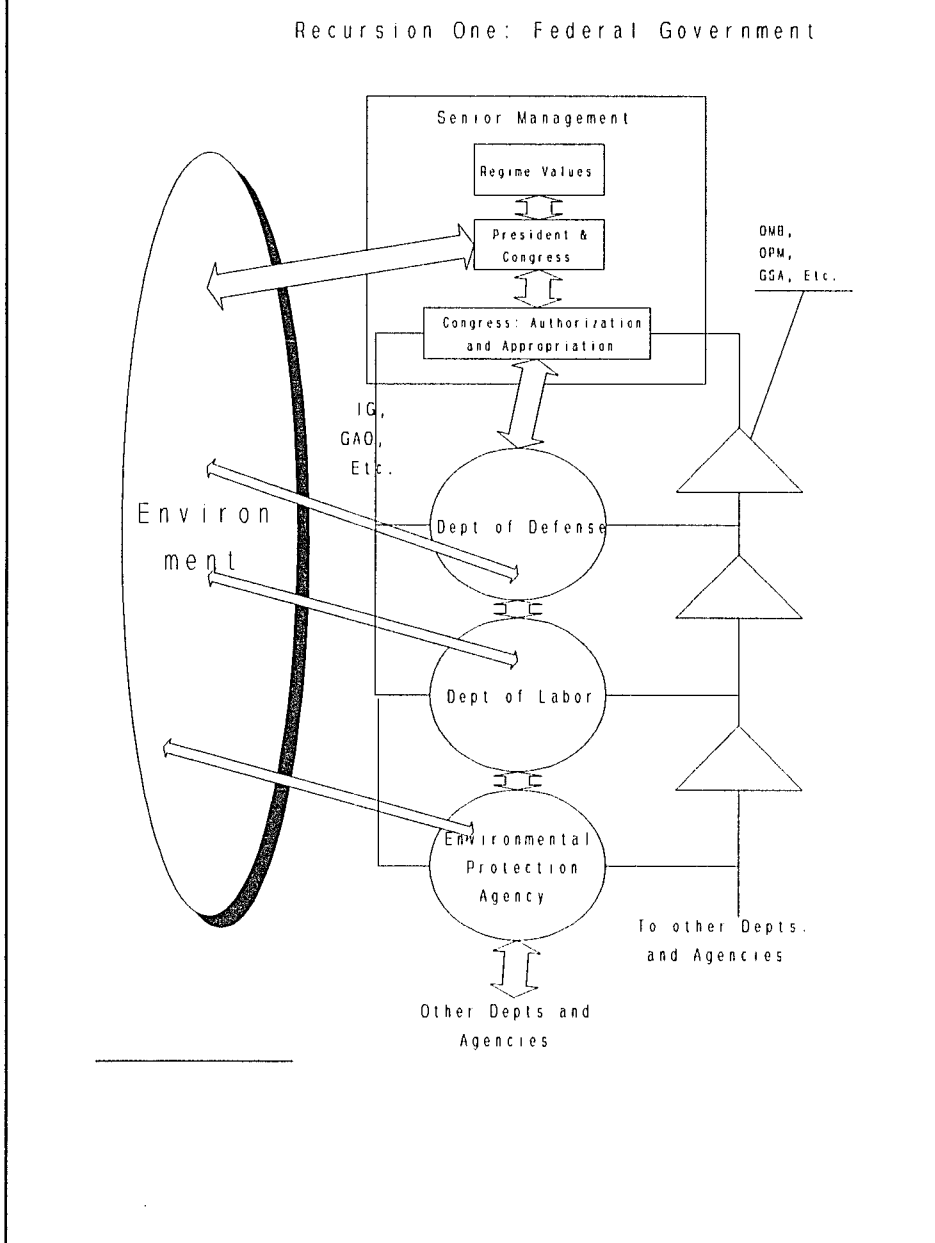 Recursion One: Federal Government
Senior Management
Regime Values
President &
Congress
OMB,
OPM,
GSA, Etc.
Congress: Authorization
and Appropriation
IG,
GAO,
Etc.
Environ
ment
Dept of Defense
Dept of Labor
Environmental
Protection
Agency
To other Depts.
and Agencies
Other Depts and
Agencies